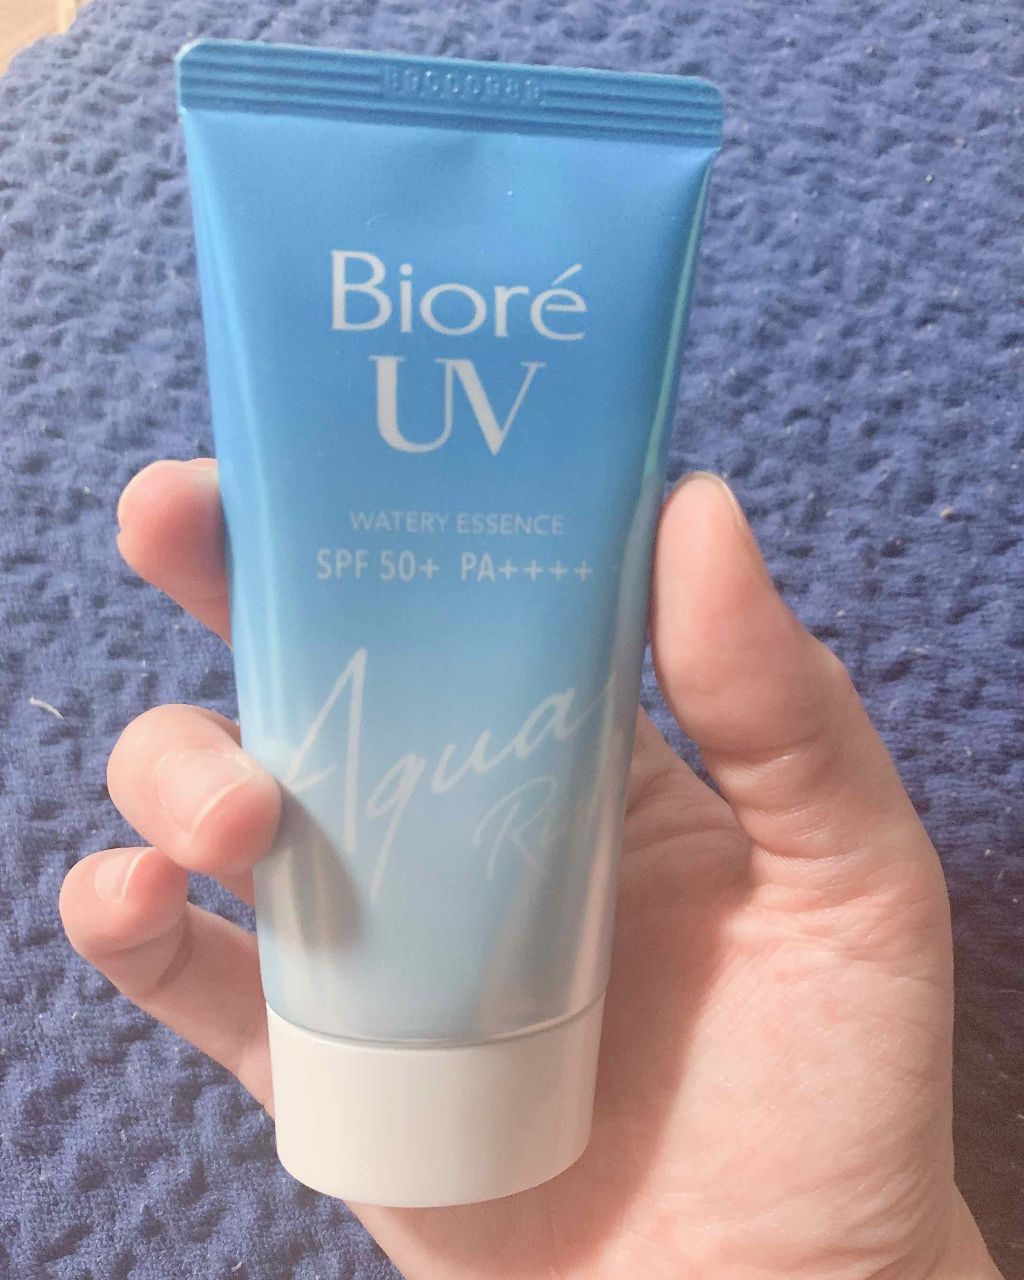 Bioré
UV
WATERY ESSENCE
SPF 50+ PA++++
Aqua